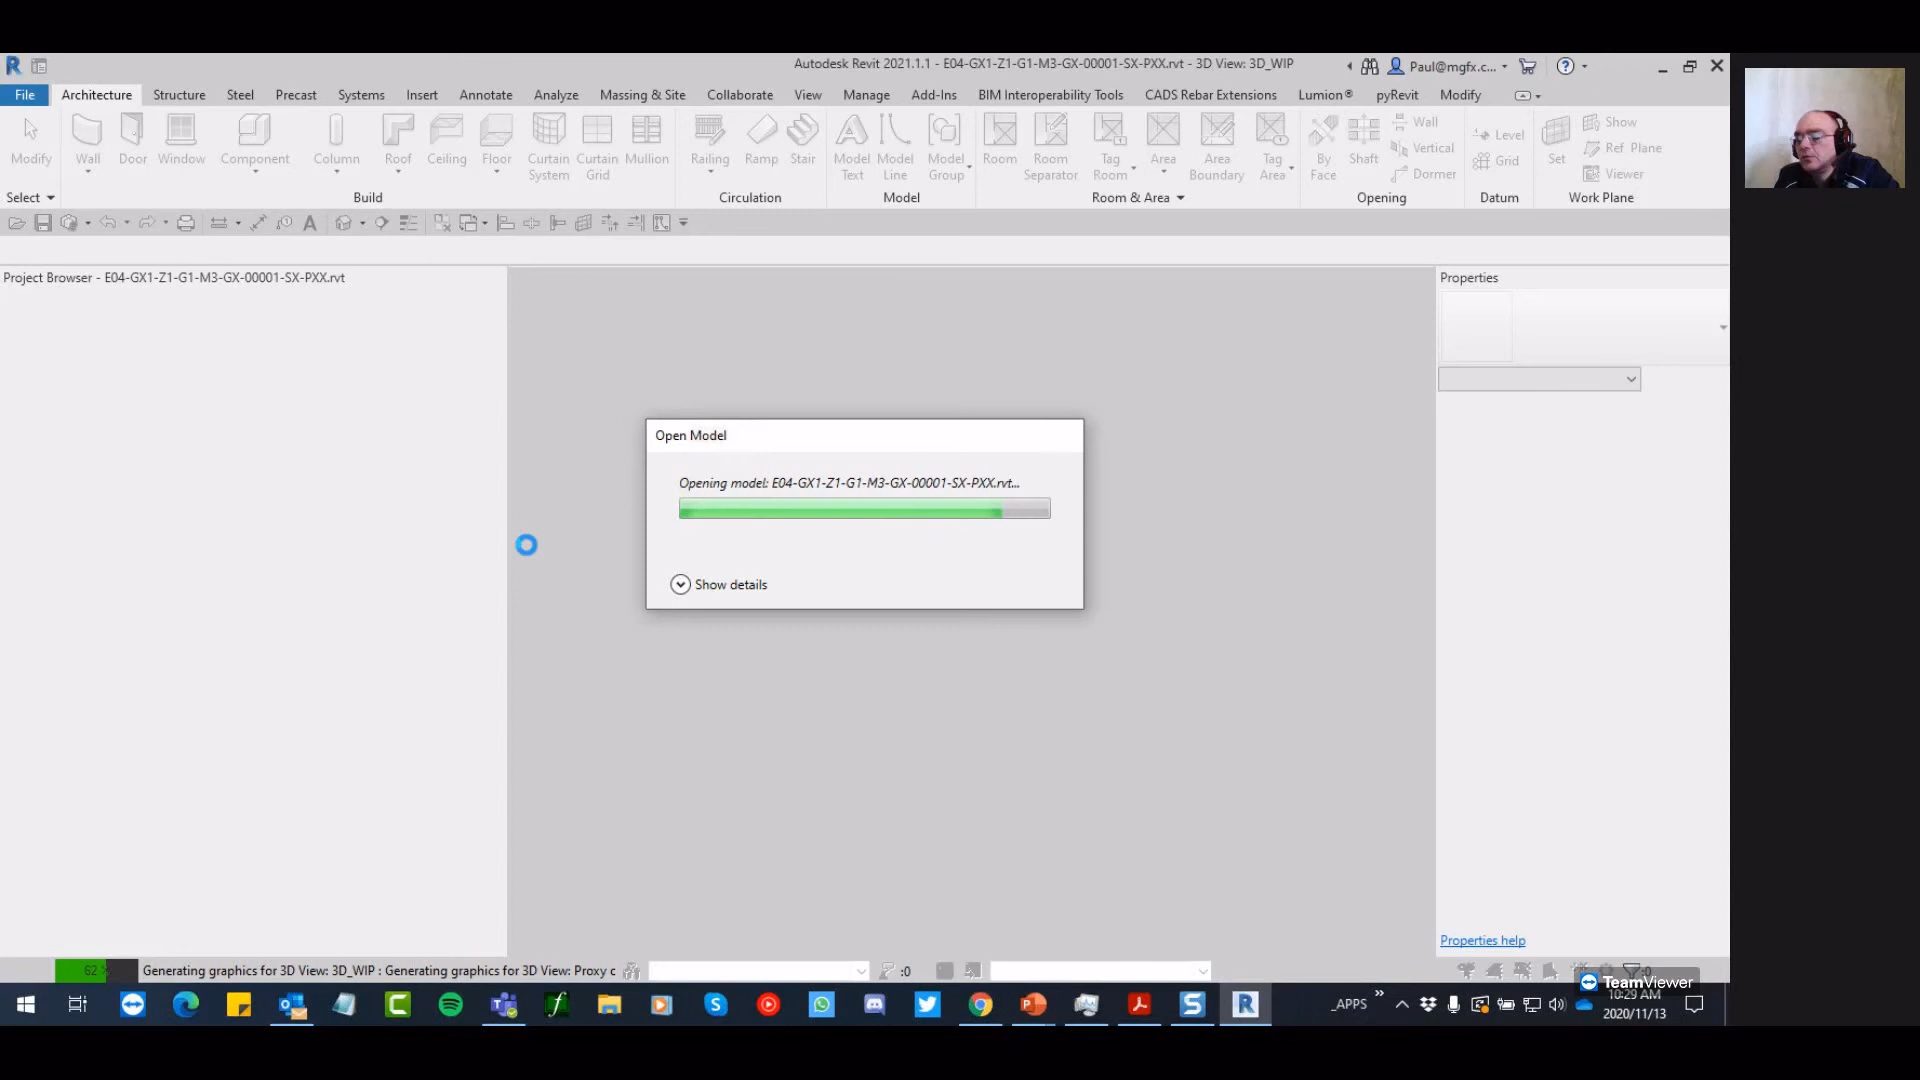 Autodesk Revit 2021.1.1 - E04-GX1-Z1-G1-M3-GX-00001-SX-PXX.rvt - 3D View: 3D_WIP
Paul@mgfx.c...
File Architecture Structure Steel Precast Systems Insert Annotate Analyze Massing & Site Collaborate View Manage Add-Ins BIM Interoperability Tools CADS Rebar Extensions Lumion® pyRevit Modify
Modify Wall Door Window Component Column Roof Ceiling Floor Curtain System Curtain Grid Mullion Railing Ramp Stair Model Text Model Line Model Group Room Room Separator Tag Room Area Area Boundary Tag Area By Face Shaft Wall Vertical Dormer Level Grid Set Show Ref Plane Viewer
Select Build Circulation Model Room & Area Opening Datum Work Plane
Project Browser - E04-GX1-Z1-G1-M3-GX-00001-SX-PXX.rvt
Properties
Open Model
Opening model: E04-GX1-Z1-G1-M3-GX-00001-SX-PXX.rvt...
Show details
Properties help
62 % Generating graphics for 3D View: 3D_WIP : Generating graphics for 3D View: Proxy c
:0
:0
TeamViewer
_APPS
10:29 AM
2020/11/13